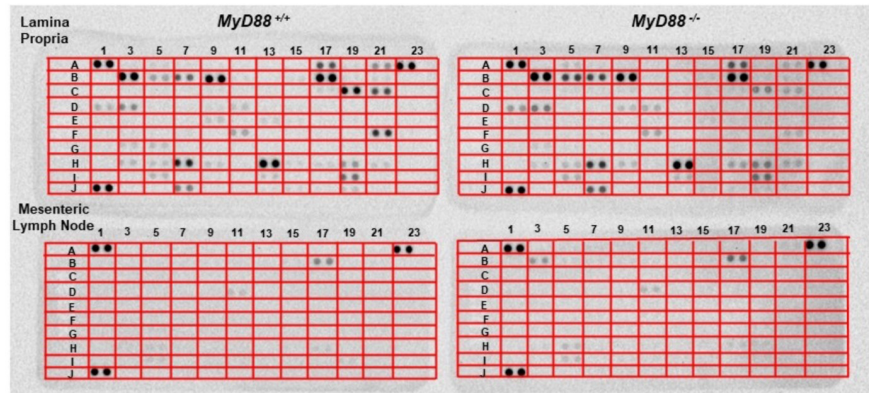 Lamina Propria
MyD88 +/+
MyD88 -/-
1 3 5 7 9 11 13 15 17 19 21 23
1 3 5 7 9 11 13 15 17 19 21 23
A A
B B
C C
D D
E E
F F
G G
H H
I I
J J
Mesenteric
Lymph Node
1 3 5 7 9 11 13 15 17 19 21 23
1 3 5 7 9 11 13 15 17 19 21 23
A A
B B
C C
D D
E E
F F
G G
H H
I I
J J